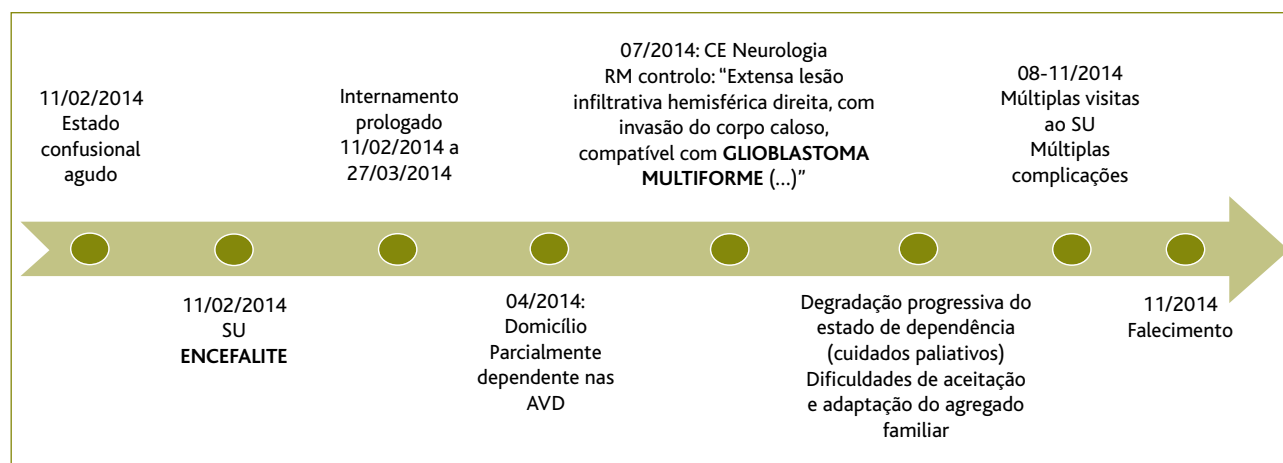 11/02/2014
Estado
confusional
agudo
11/02/2014
SU
ENCEFALITE
Internamento
prologado
11/02/2014 a
27/03/2014
04/2014:
Domicílio
Parcialmente
dependente nas
AVD
07/2014: CE Neurologia
RM controlo: “Extensa lesão
infiltrativa hemisférica direita, com
invasão do corpo caloso,
compatível com GLIOBLASTOMA
MULTIFORME (...)”
Degradação progressiva do
estado de dependência
(cuidados paliativos)
Dificuldades de aceitação
e adaptação do agregado
familiar
08-11/2014
Múltiplas visitas
ao SU
Múltiplas
complicações
11/2014
Falecimento